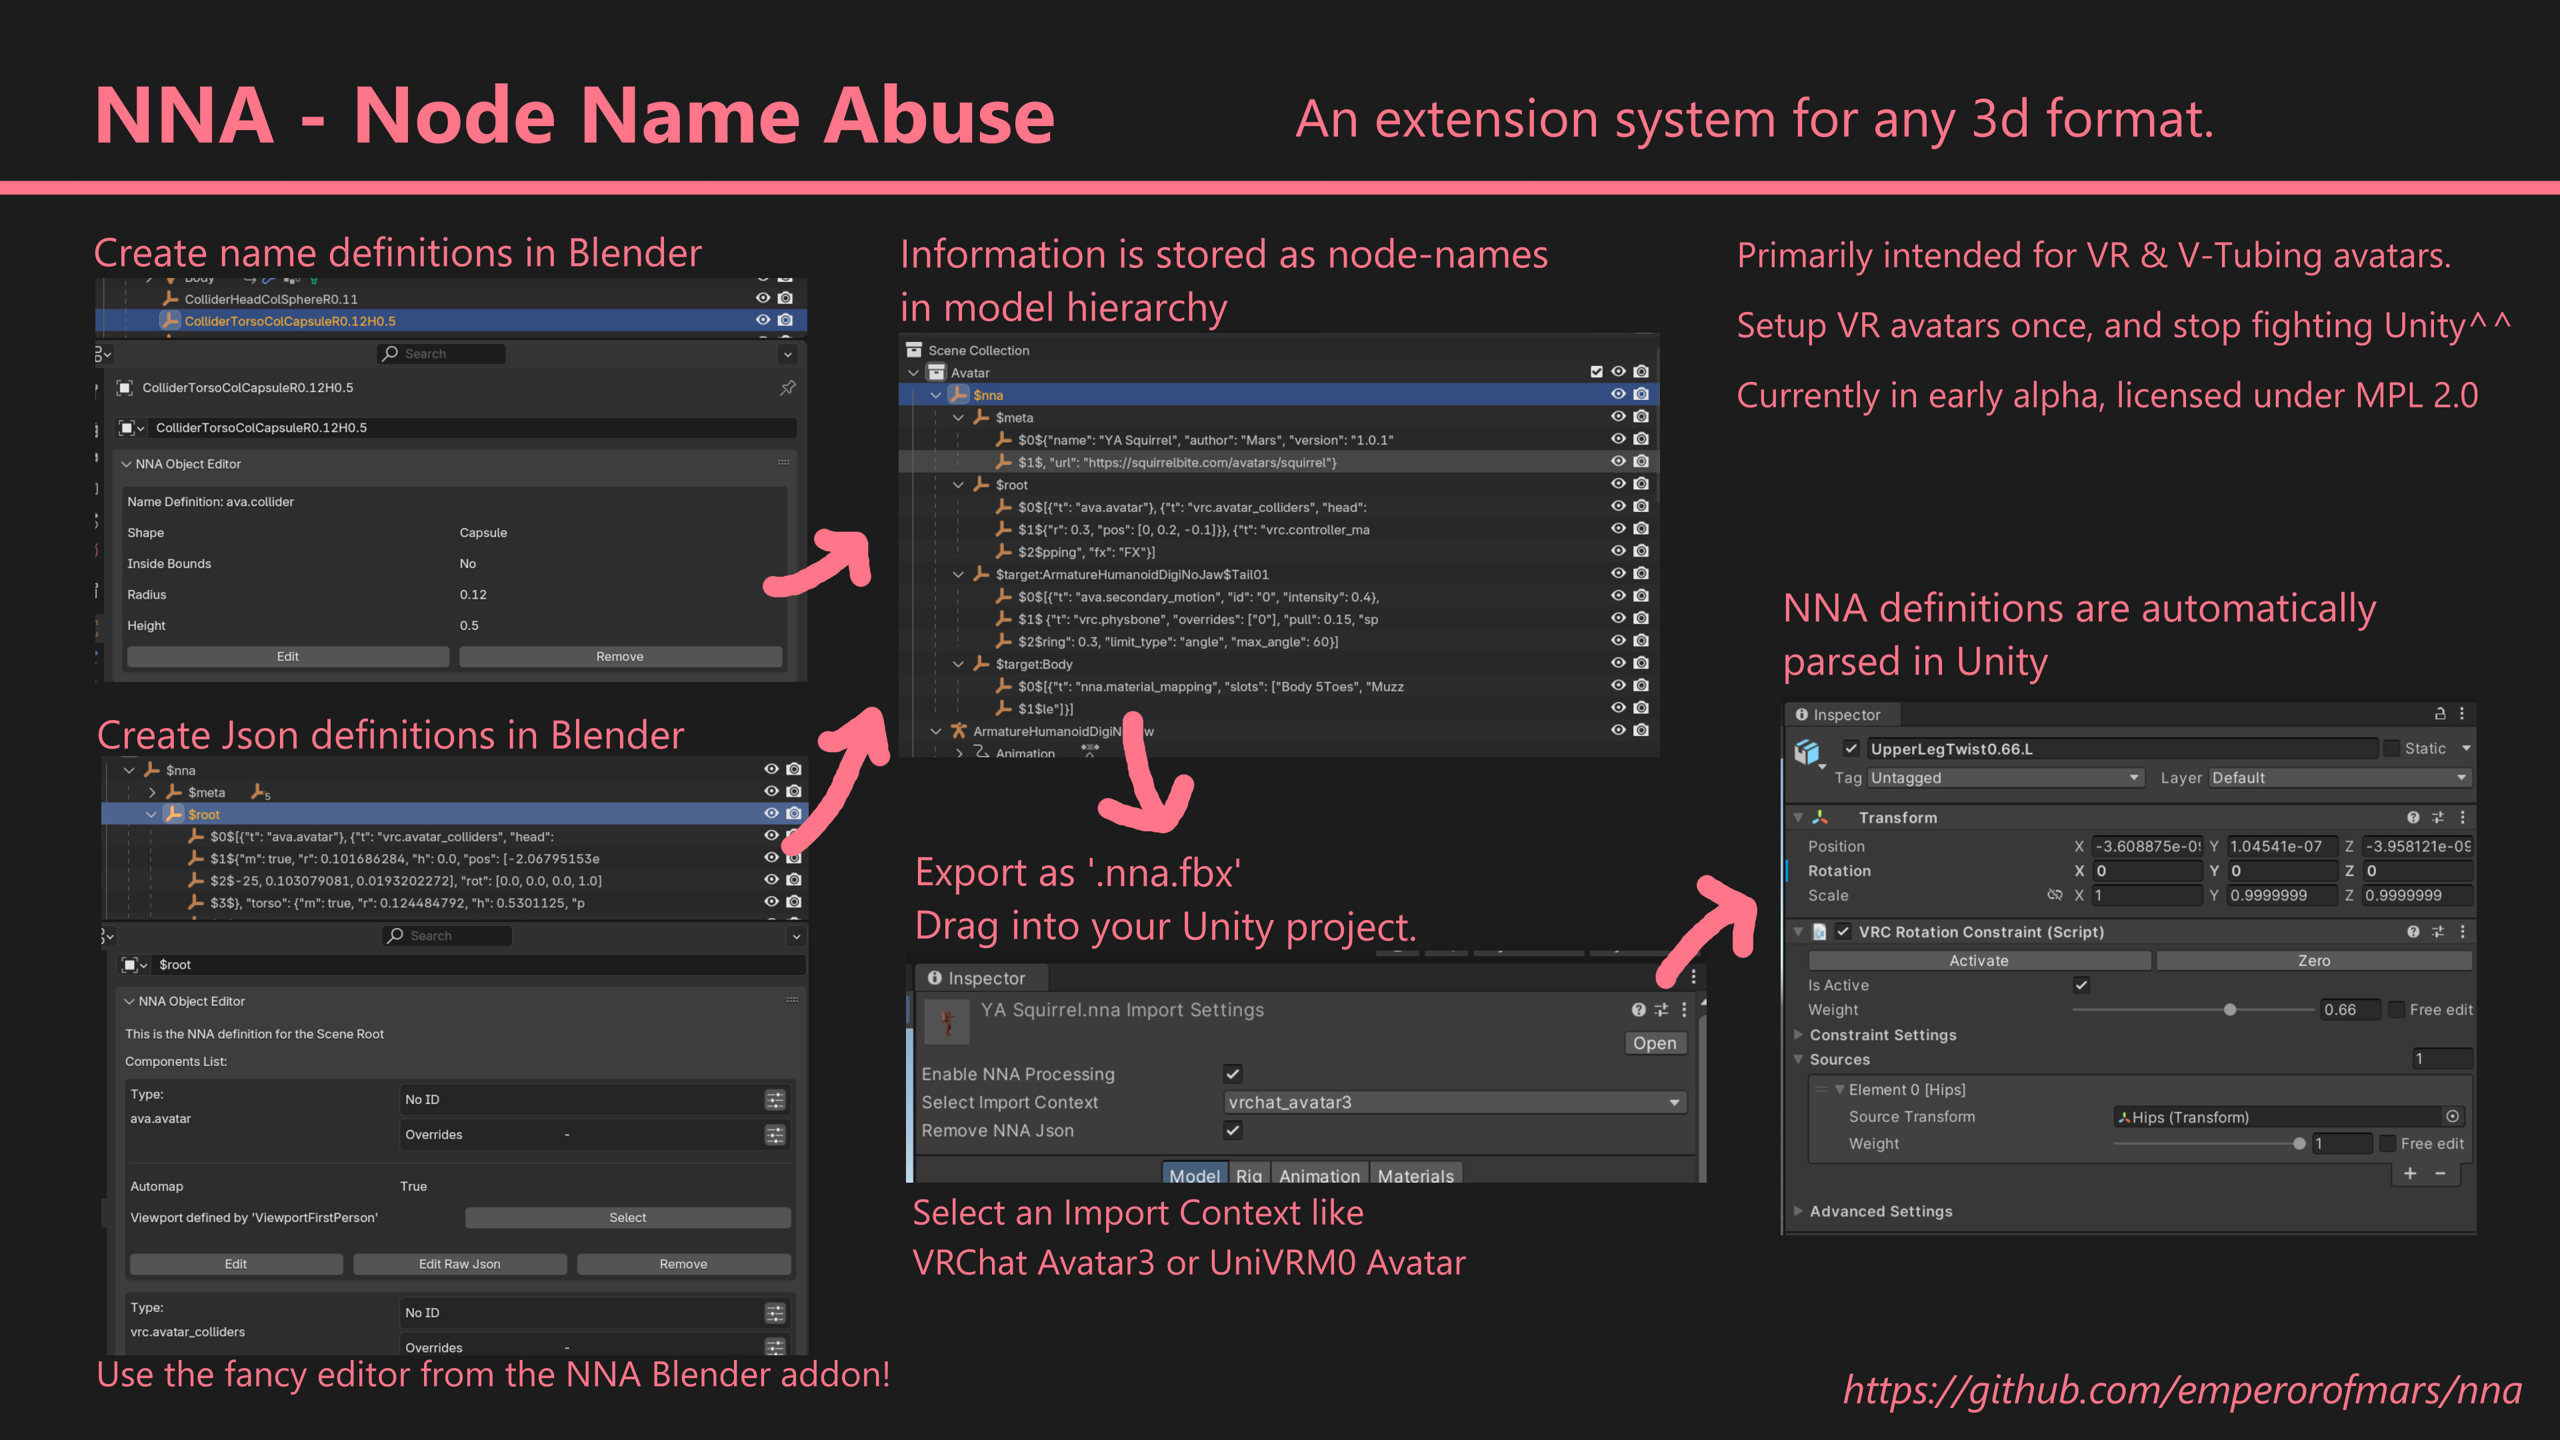 NNA - Node Name Abuse
An extension system for any 3d format.
Create name definitions in Blender
Body
ColliderHeadColSphereR0.11
ColliderTorsoColCapsuleR0.12H0.5
Search
ColliderTorsoColCapsuleR0.12H0.5
ColliderTorsoColCapsuleR0.12H0.5
NNA Object Editor
Name Definition: ava.collider
Shape Capsule
Inside Bounds No
Radius 0.12
Height 0.5
Edit Remove
Create Json definitions in Blender
$nna
$meta 5
$root
$0$[{"t": "ava.avatar"}, {"t": "vrc.avatar_colliders", "head":
$1${"m": true, "r": 0.101686284, "h": 0.0, "pos": [-2.06795153e
$2$-25, 0.103079081, 0.0193202272], "rot": [0.0, 0.0, 0.0, 1.0]
$3$}, "torso": {"m": true, "r": 0.124484792, "h": 0.5301125, "p
Search
$root
NNA Object Editor
This is the NNA definition for the Scene Root
Components List:
Type:
ava.avatar
No ID
Overrides -
Automap True
Viewport defined by 'ViewportFirstPerson' Select
Edit Edit Raw Json Remove
Type:
vrc.avatar_colliders
No ID
Overrides -
Use the fancy editor from the NNA Blender addon!
Information is stored as node-names
in model hierarchy
Scene Collection
Avatar
$nna
$meta
$0${"name": "YA Squirrel", "author": "Mars", "version": "1.0.1"
$1$, "url": "https://squirrelbite.com/avatars/squirrel"}
$root
$0$[{"t": "ava.avatar"}, {"t": "vrc.avatar_colliders", "head":
$1${"r": 0.3, "pos": [0, 0.2, -0.1]}}, {"t": "vrc.controller_ma
$2$pping", "fx": "FX"}]
$target:ArmatureHumanoidDigiNoJaw$Tail01
$0$[{"t": "ava.secondary_motion", "id": "0", "intensity": 0.4},
$1$ {"t": "vrc.physbone", "overrides": ["0"], "pull": 0.15, "sp
$2$ring": 0.3, "limit_type": "angle", "max_angle": 60}]
$target:Body
$0$[{"t": "nna.material_mapping", "slots": ["Body 5Toes", "Muzz
$1$le"]}]
ArmatureHumanoidDigiN w
Animation
Export as '.nna.fbx'
Drag into your Unity project.
Inspector
YA Squirrel.nna Import Settings
Open
Enable NNA Processing
Select Import Context vrchat_avatar3
Remove NNA Json
Model Rig Animation Materials
Select an Import Context like
VRChat Avatar3 or UniVRM0 Avatar
Primarily intended for VR & V-Tubing avatars.
Setup VR avatars once, and stop fighting Unity^^
Currently in early alpha, licensed under MPL 2.0
NNA definitions are automatically
parsed in Unity
Inspector
UpperLegTwist0.66.L Static
Tag Untagged Layer Default
Transform
Position X -3.608875e-0 Y 1.04541e-07 Z -3.958121e-09
Rotation X 0 Y 0 Z 0
Scale X 1 Y 0.9999999 Z 0.9999999
VRC Rotation Constraint (Script)
Activate Zero
Is Active
Weight 0.66 Free edit
Constraint Settings
Sources 1
Element 0 [Hips]
Source Transform Hips (Transform)
Weight 1 Free edit
+ -
Advanced Settings
https://github.com/emperorofmars/nna